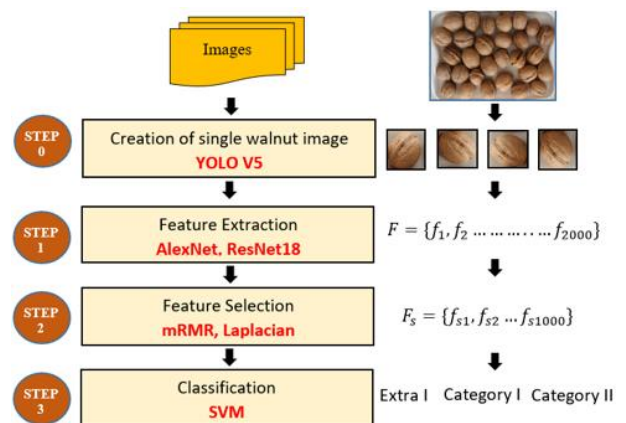 Images
STEP
0
Creation of single walnut image
YOLO V5
STEP
1
Feature Extraction
AlexNet, ResNet18
F = {f₁, f₂ … … … . . … f₂₀₀₀}
STEP
2
Feature Selection
mRMR, Laplacian
Fₛ = {fₛ₁, fₛ₂ … fₛ₁₀₀₀}
STEP
3
Classification
SVM
Extra I Category I Category II